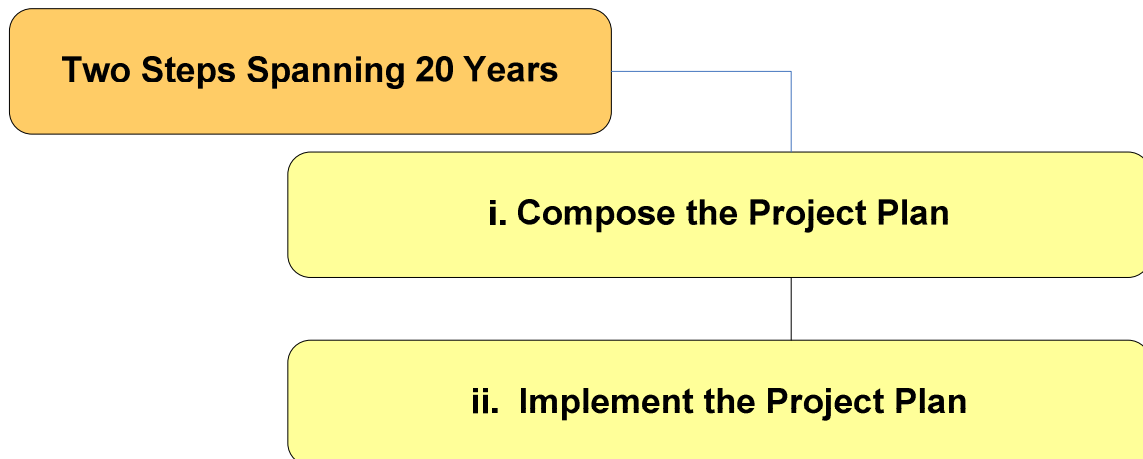 Two Steps Spanning 20 Years
i. Compose the Project Plan
ii. Implement the Project Plan